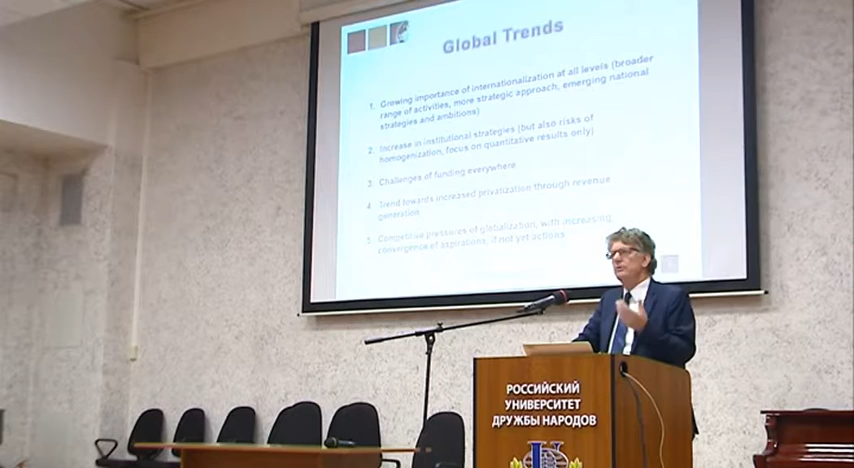 Global Trends
1. Growing importance of internationalization at all levels (broader
range of activities, more strategic approach, emerging national
strategies and ambitions)
2. Increase in institutional strategies (but also risks of
homogenization, focus on quantitative results only)
3. Challenges of funding everywhere
4. Trend towards increased privatization through revenue
generation
5. Competitive pressures of globalization, with increasing
convergence of aspirations, if not yet actions
РОССИЙСКИЙ
УНИВЕРСИТЕТ
ДРУЖБЫ НАРОДОВ